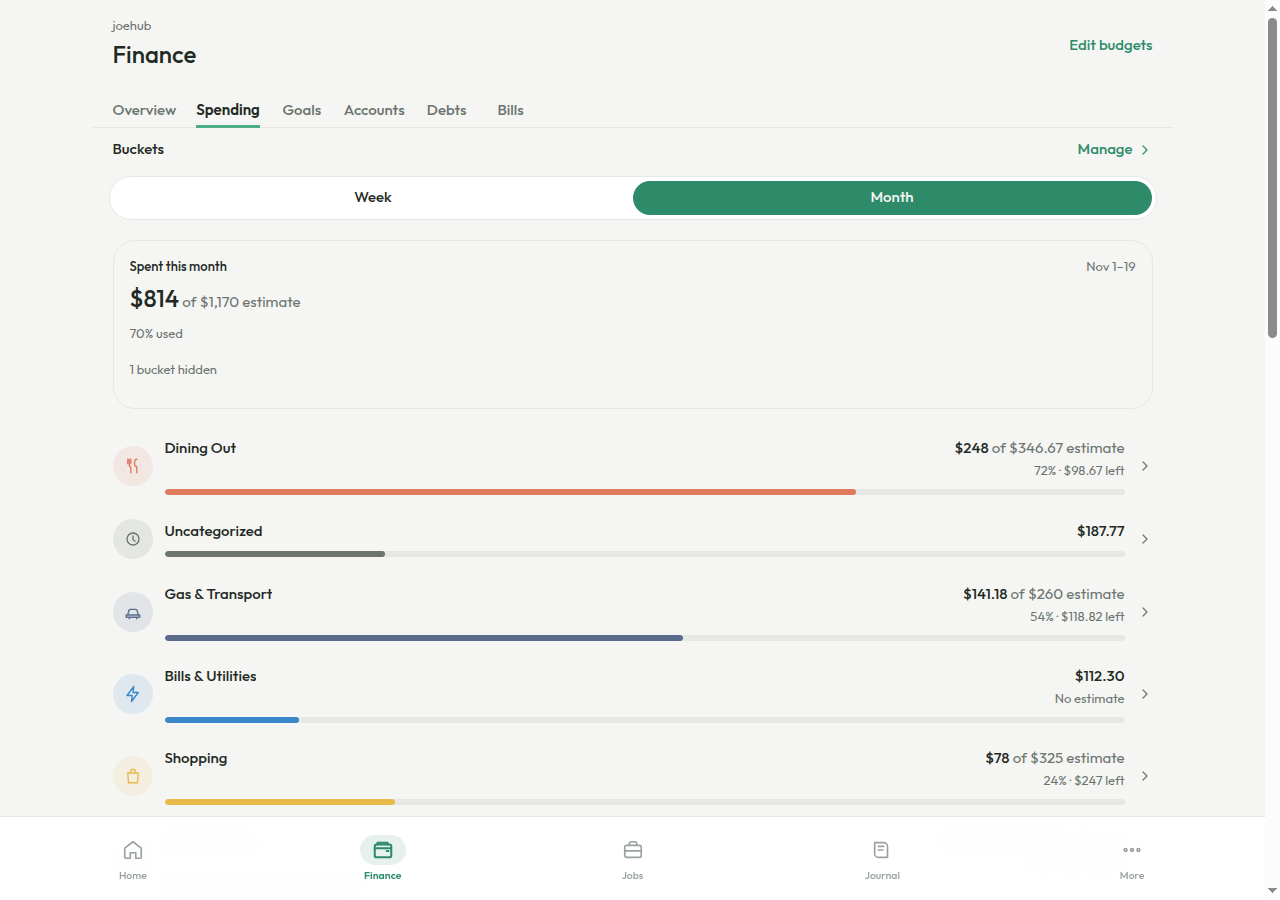 joehub
Finance
Edit budgets
Overview Spending Goals Accounts Debts Bills
Buckets
Manage
Week Month
Spent this month
Nov 1–19
$814 of $1,170 estimate
70% used
1 bucket hidden
Dining Out
$248 of $346.67 estimate
72% · $98.67 left
Uncategorized
$187.77
Gas & Transport
$141.18 of $260 estimate
54% · $118.82 left
Bills & Utilities
$112.30
No estimate
Shopping
$78 of $325 estimate
24% · $247 left
Home Finance Jobs Journal More